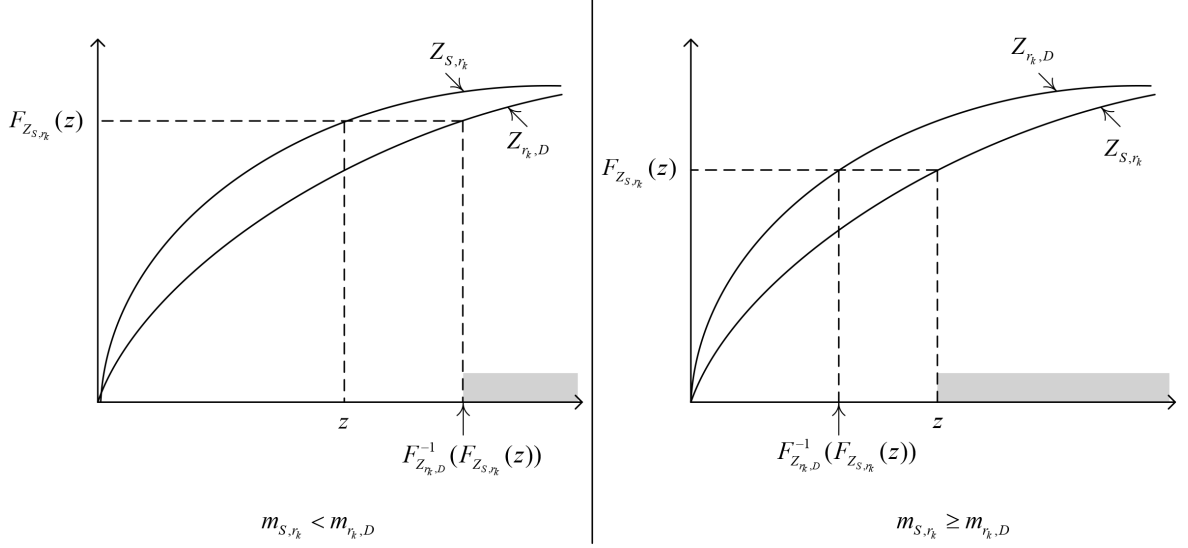 Z_{S,r_k}
F_{Z_{S,r_k}}(z)
Z_{r_k,D}
z
F^{-1}_{Z_{r_k,D}}(F_{Z_{S,r_k}}(z))
m_{S,r_k} < m_{r_k,D}
Z_{r_k,D}
Z_{S,r_k}
F_{Z_{S,r_k}}(z)
z
F^{-1}_{Z_{r_k,D}}(F_{Z_{S,r_k}}(z))
m_{S,r_k} ≥ m_{r_k,D}